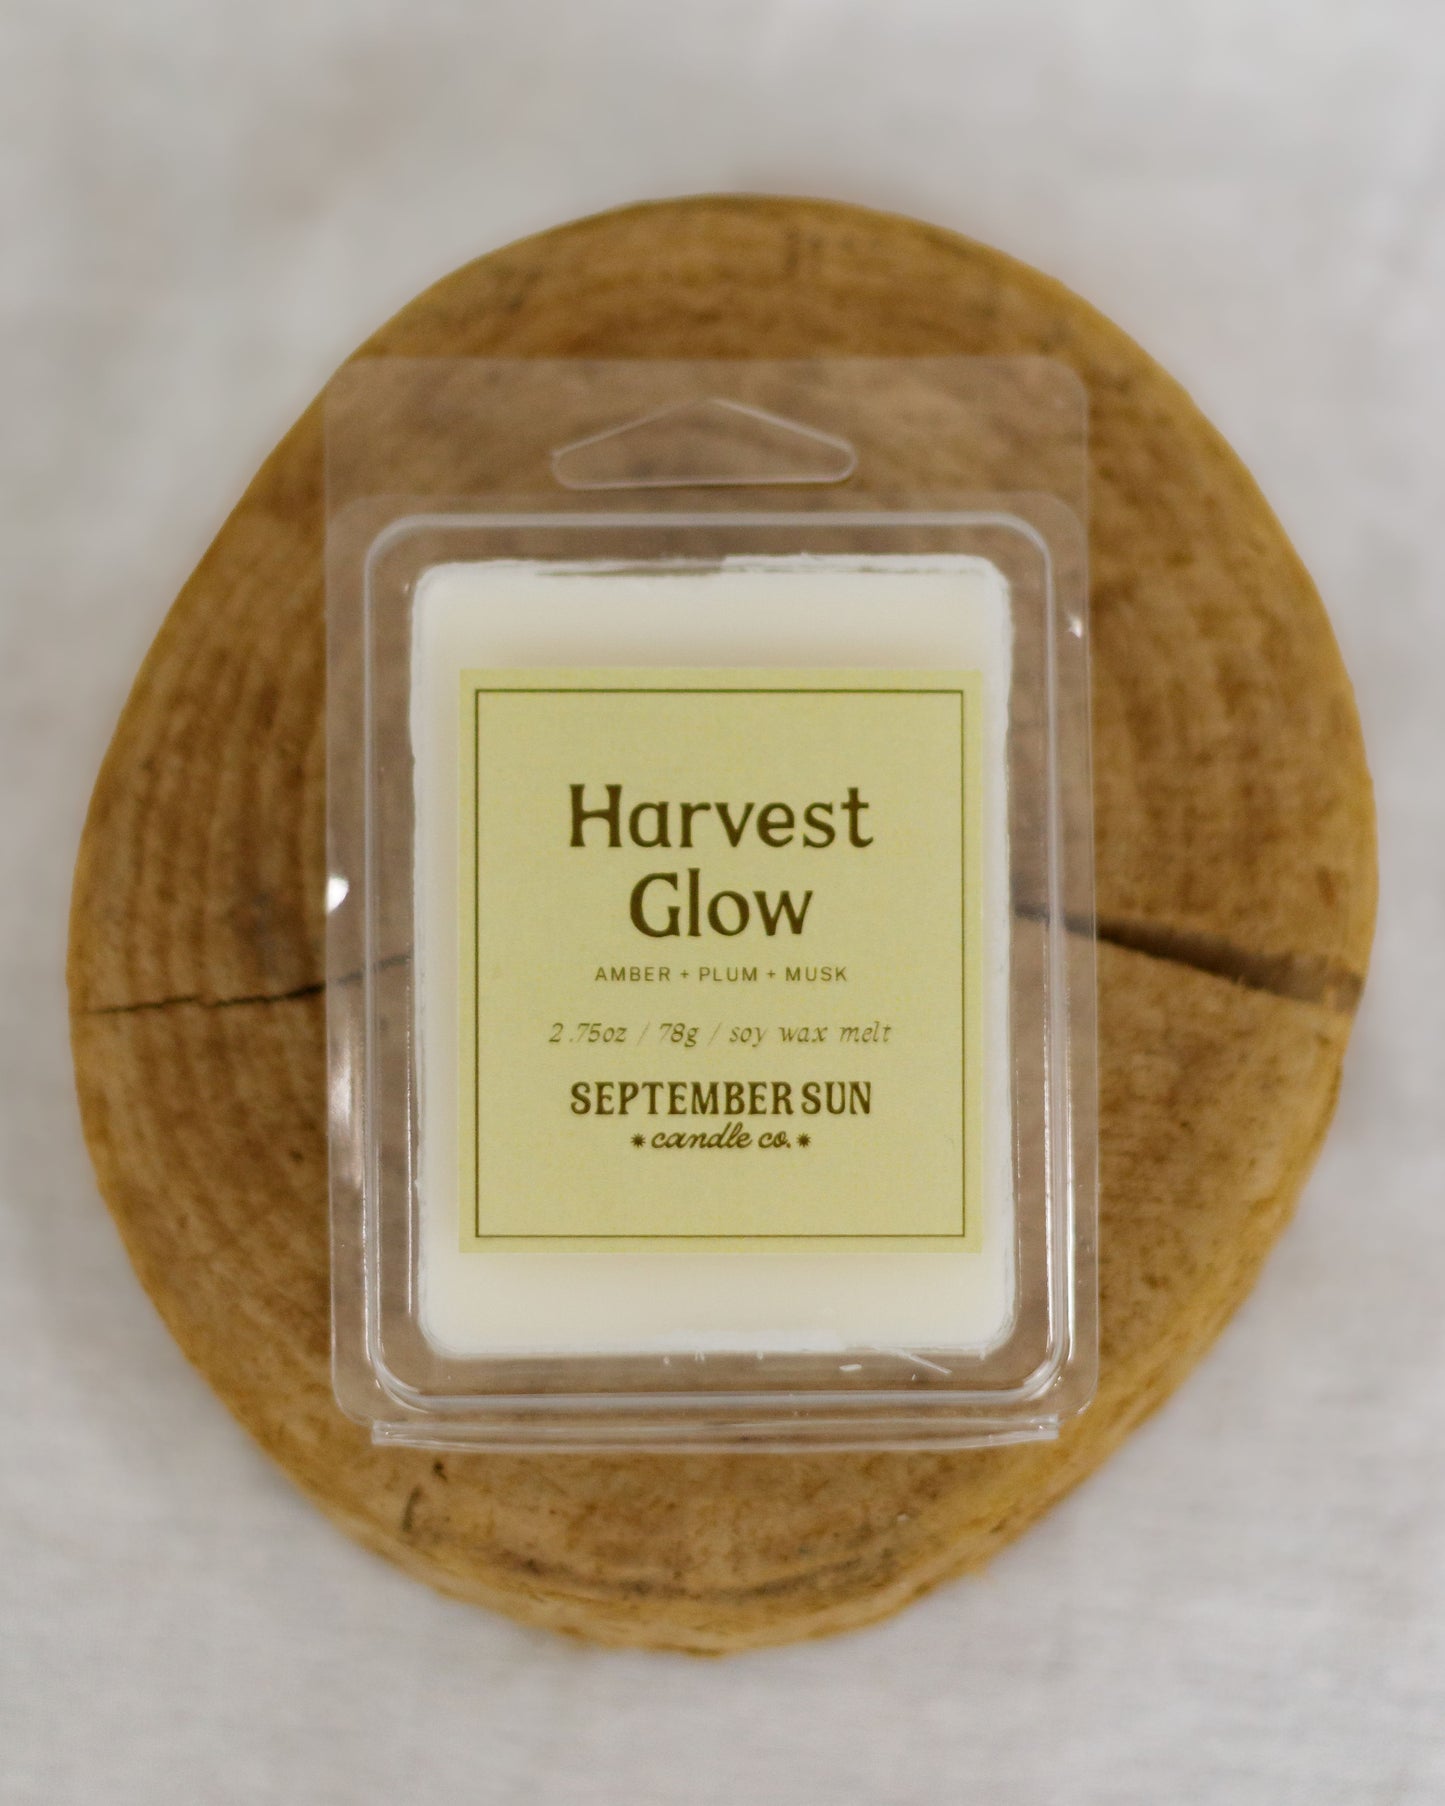 Harvest
Glow
AMBER + PLUM + MUSK
2.75oz / 78g / soy wax melt
SEPTEMBER SUN
candle co.